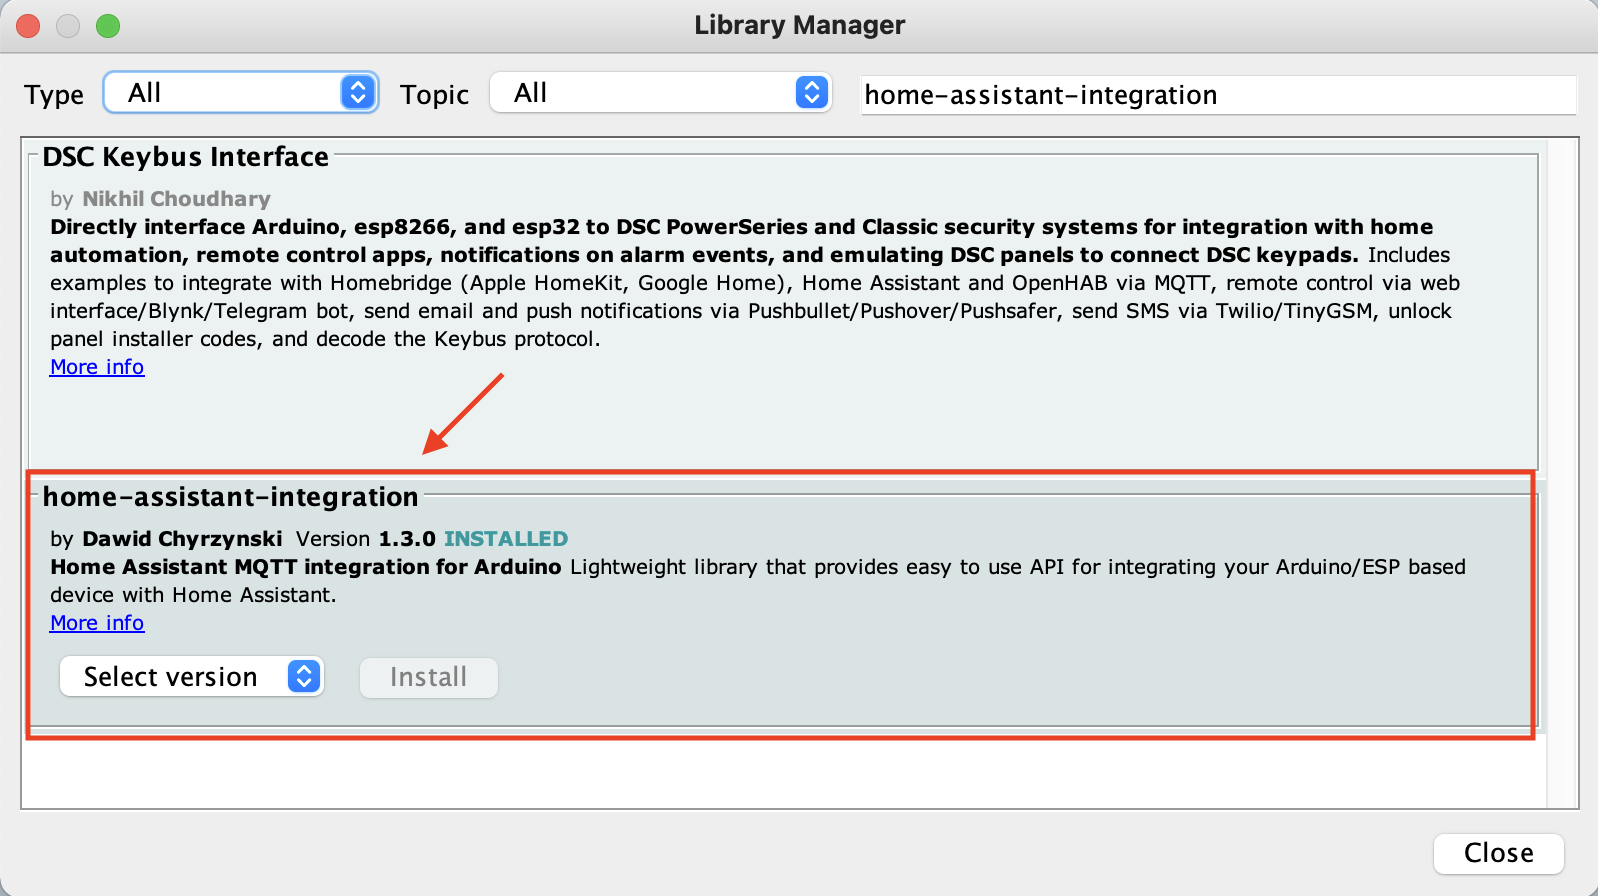 Library Manager
Type All Topic All home-assistant-integration
DSC Keybus Interface
by Nikhil Choudhary
Directly interface Arduino, esp8266, and esp32 to DSC PowerSeries and Classic security systems for integration with home
automation, remote control apps, notifications on alarm events, and emulating DSC panels to connect DSC keypads. Includes
examples to integrate with Homebridge (Apple HomeKit, Google Home), Home Assistant and OpenHAB via MQTT, remote control via web
interface/Blynk/Telegram bot, send email and push notifications via Pushbullet/Pushover/Pushsafer, send SMS via Twilio/TinyGSM, unlock
panel installer codes, and decode the Keybus protocol.
More info
home-assistant-integration
by Dawid Chyrzynski Version 1.3.0 INSTALLED
Home Assistant MQTT integration for Arduino Lightweight library that provides easy to use API for integrating your Arduino/ESP based
device with Home Assistant.
More info
Select version Install
Close